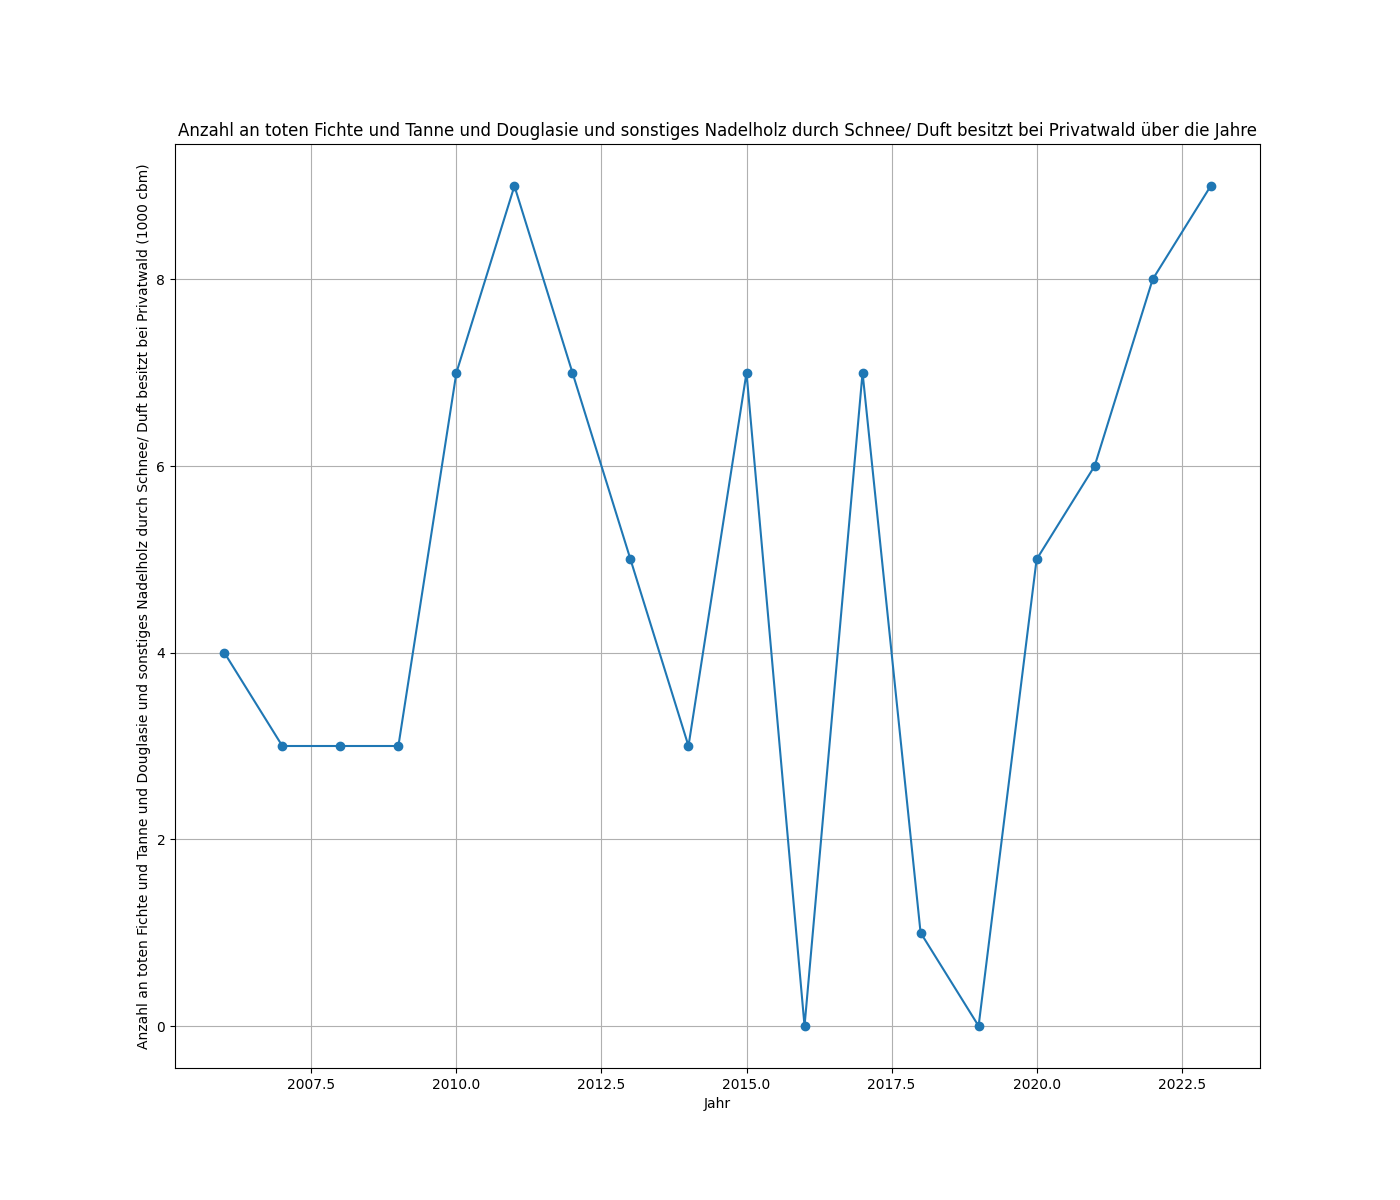 Anzahl an toten Fichte und Tanne und Douglasie und sonstiges Nadelholz durch Schnee/ Duft besitzt bei Privatwald über die Jahre
Anzahl an toten Fichte und Tanne und Douglasie und sonstiges Nadelholz durch Schnee/ Duft besitzt bei Privatwald (1000 cbm)
8
6
4
2
0
2007.5 2010.0 2012.5 2015.0 2017.5 2020.0 2022.5
Jahr